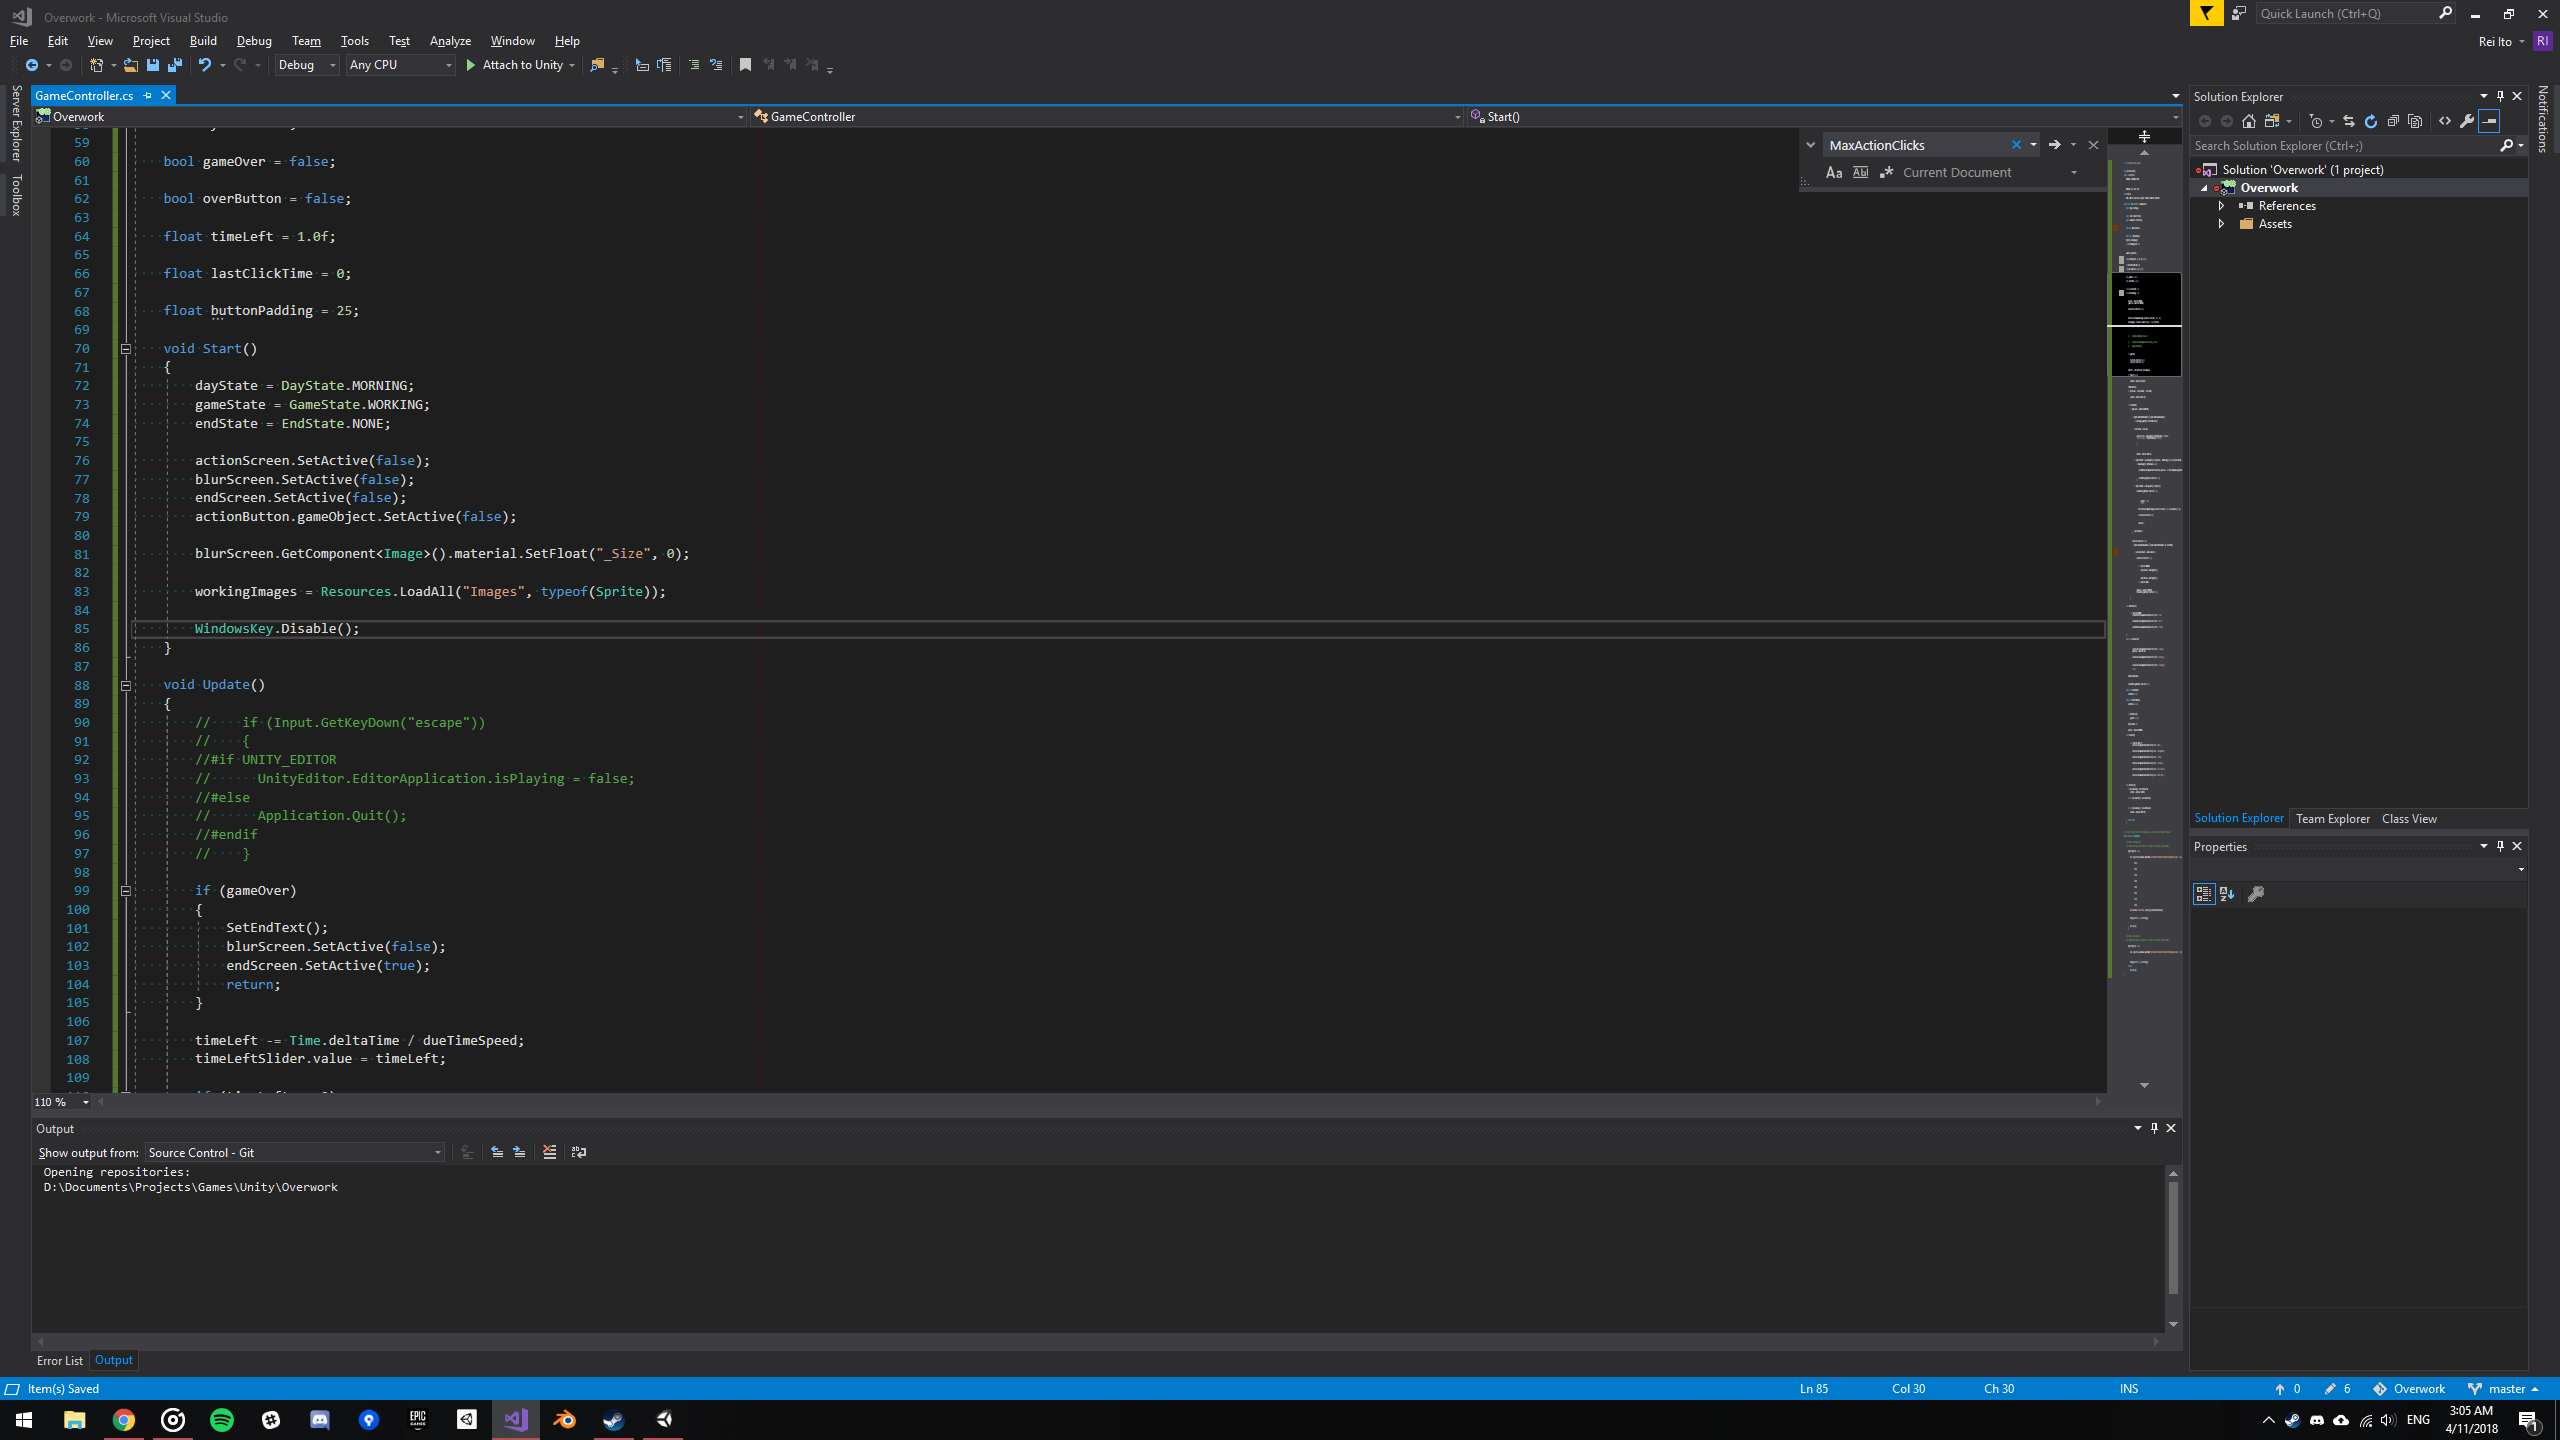 Overwork - Microsoft Visual Studio
Quick Launch (Ctrl+Q)
File Edit View Project Build Debug Team Tools Test Analyze Window Help
Rei Ito RI
Debug Any CPU Attach to Unity
Server Explorer
Toolbox
Notifications
GameController.cs
Overwork GameController Start()
MaxActionClicks
Aa Ab .* Current Document
59
60 bool gameOver = false;
61
62 bool overButton = false;
63
64 float timeLeft = 1.0f;
65
66 float lastClickTime = 0;
67
68 float buttonPadding = 25;
69
70 void Start()
71 {
72 dayState = DayState.MORNING;
73 gameState = GameState.WORKING;
74 endState = EndState.NONE;
75
76 actionScreen.SetActive(false);
77 blurScreen.SetActive(false);
78 endScreen.SetActive(false);
79 actionButton.gameObject.SetActive(false);
80
81 blurScreen.GetComponent<Image>().material.SetFloat("_Size", 0);
82
83 workingImages = Resources.LoadAll("Images", typeof(Sprite));
84
85 WindowsKey.Disable();
86 }
87
88 void Update()
89 {
90 // if (Input.GetKeyDown("escape"))
91 // {
92 //#if UNITY_EDITOR
93 // UnityEditor.EditorApplication.isPlaying = false;
94 //#else
95 // Application.Quit();
96 //#endif
97 // }
98
99 if (gameOver)
100 {
101 SetEndText();
102 blurScreen.SetActive(false);
103 endScreen.SetActive(true);
104 return;
105 }
106
107 timeLeft -= Time.deltaTime / dueTimeSpeed;
108 timeLeftSlider.value = timeLeft;
109
110 %
Solution Explorer
Search Solution Explorer (Ctrl+;)
Solution 'Overwork' (1 project)
Overwork
References
Assets
Solution Explorer Team Explorer Class View
Properties
Output
Show output from: Source Control - Git
Opening repositories:
D:\Documents\Projects\Games\Unity\Overwork
Error List Output
Item(s) Saved Ln 85 Col 30 Ch 30 INS 0 6 Overwork master
EPIC GAMES
ENG
3:05 AM
4/11/2018
1